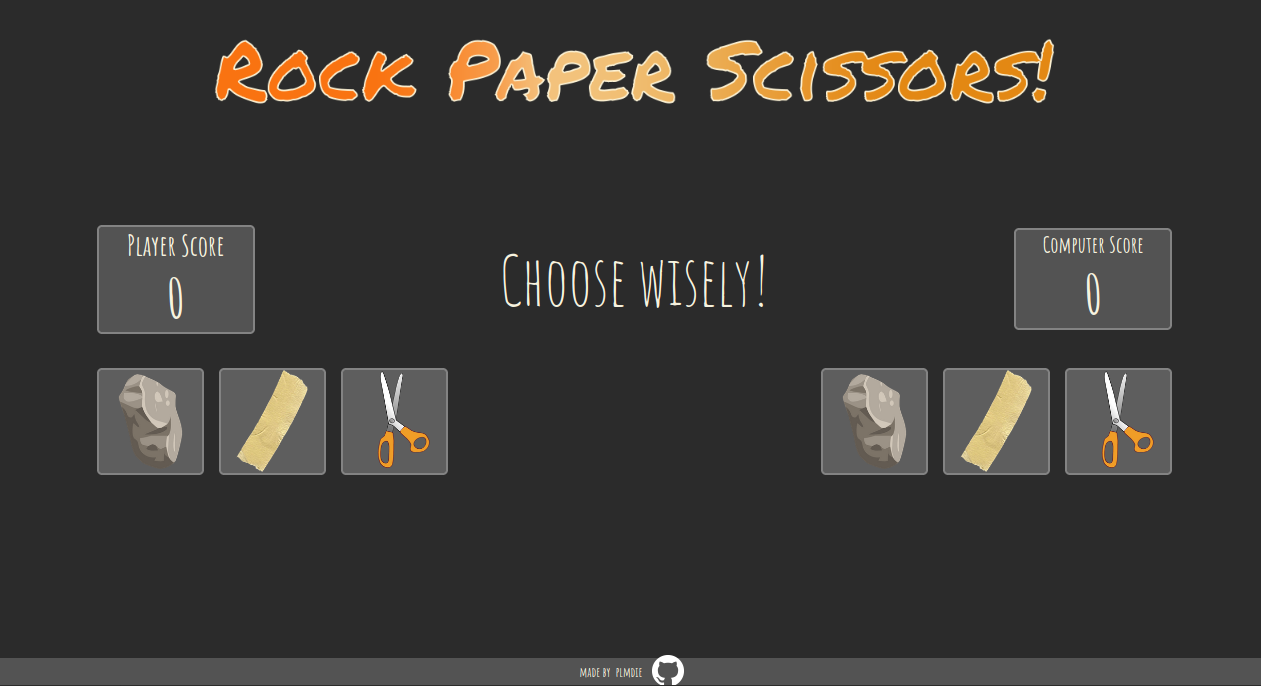 Rock Paper Scissors!
Player Score
0
Choose wisely!
Computer Score
0
made by plmdie